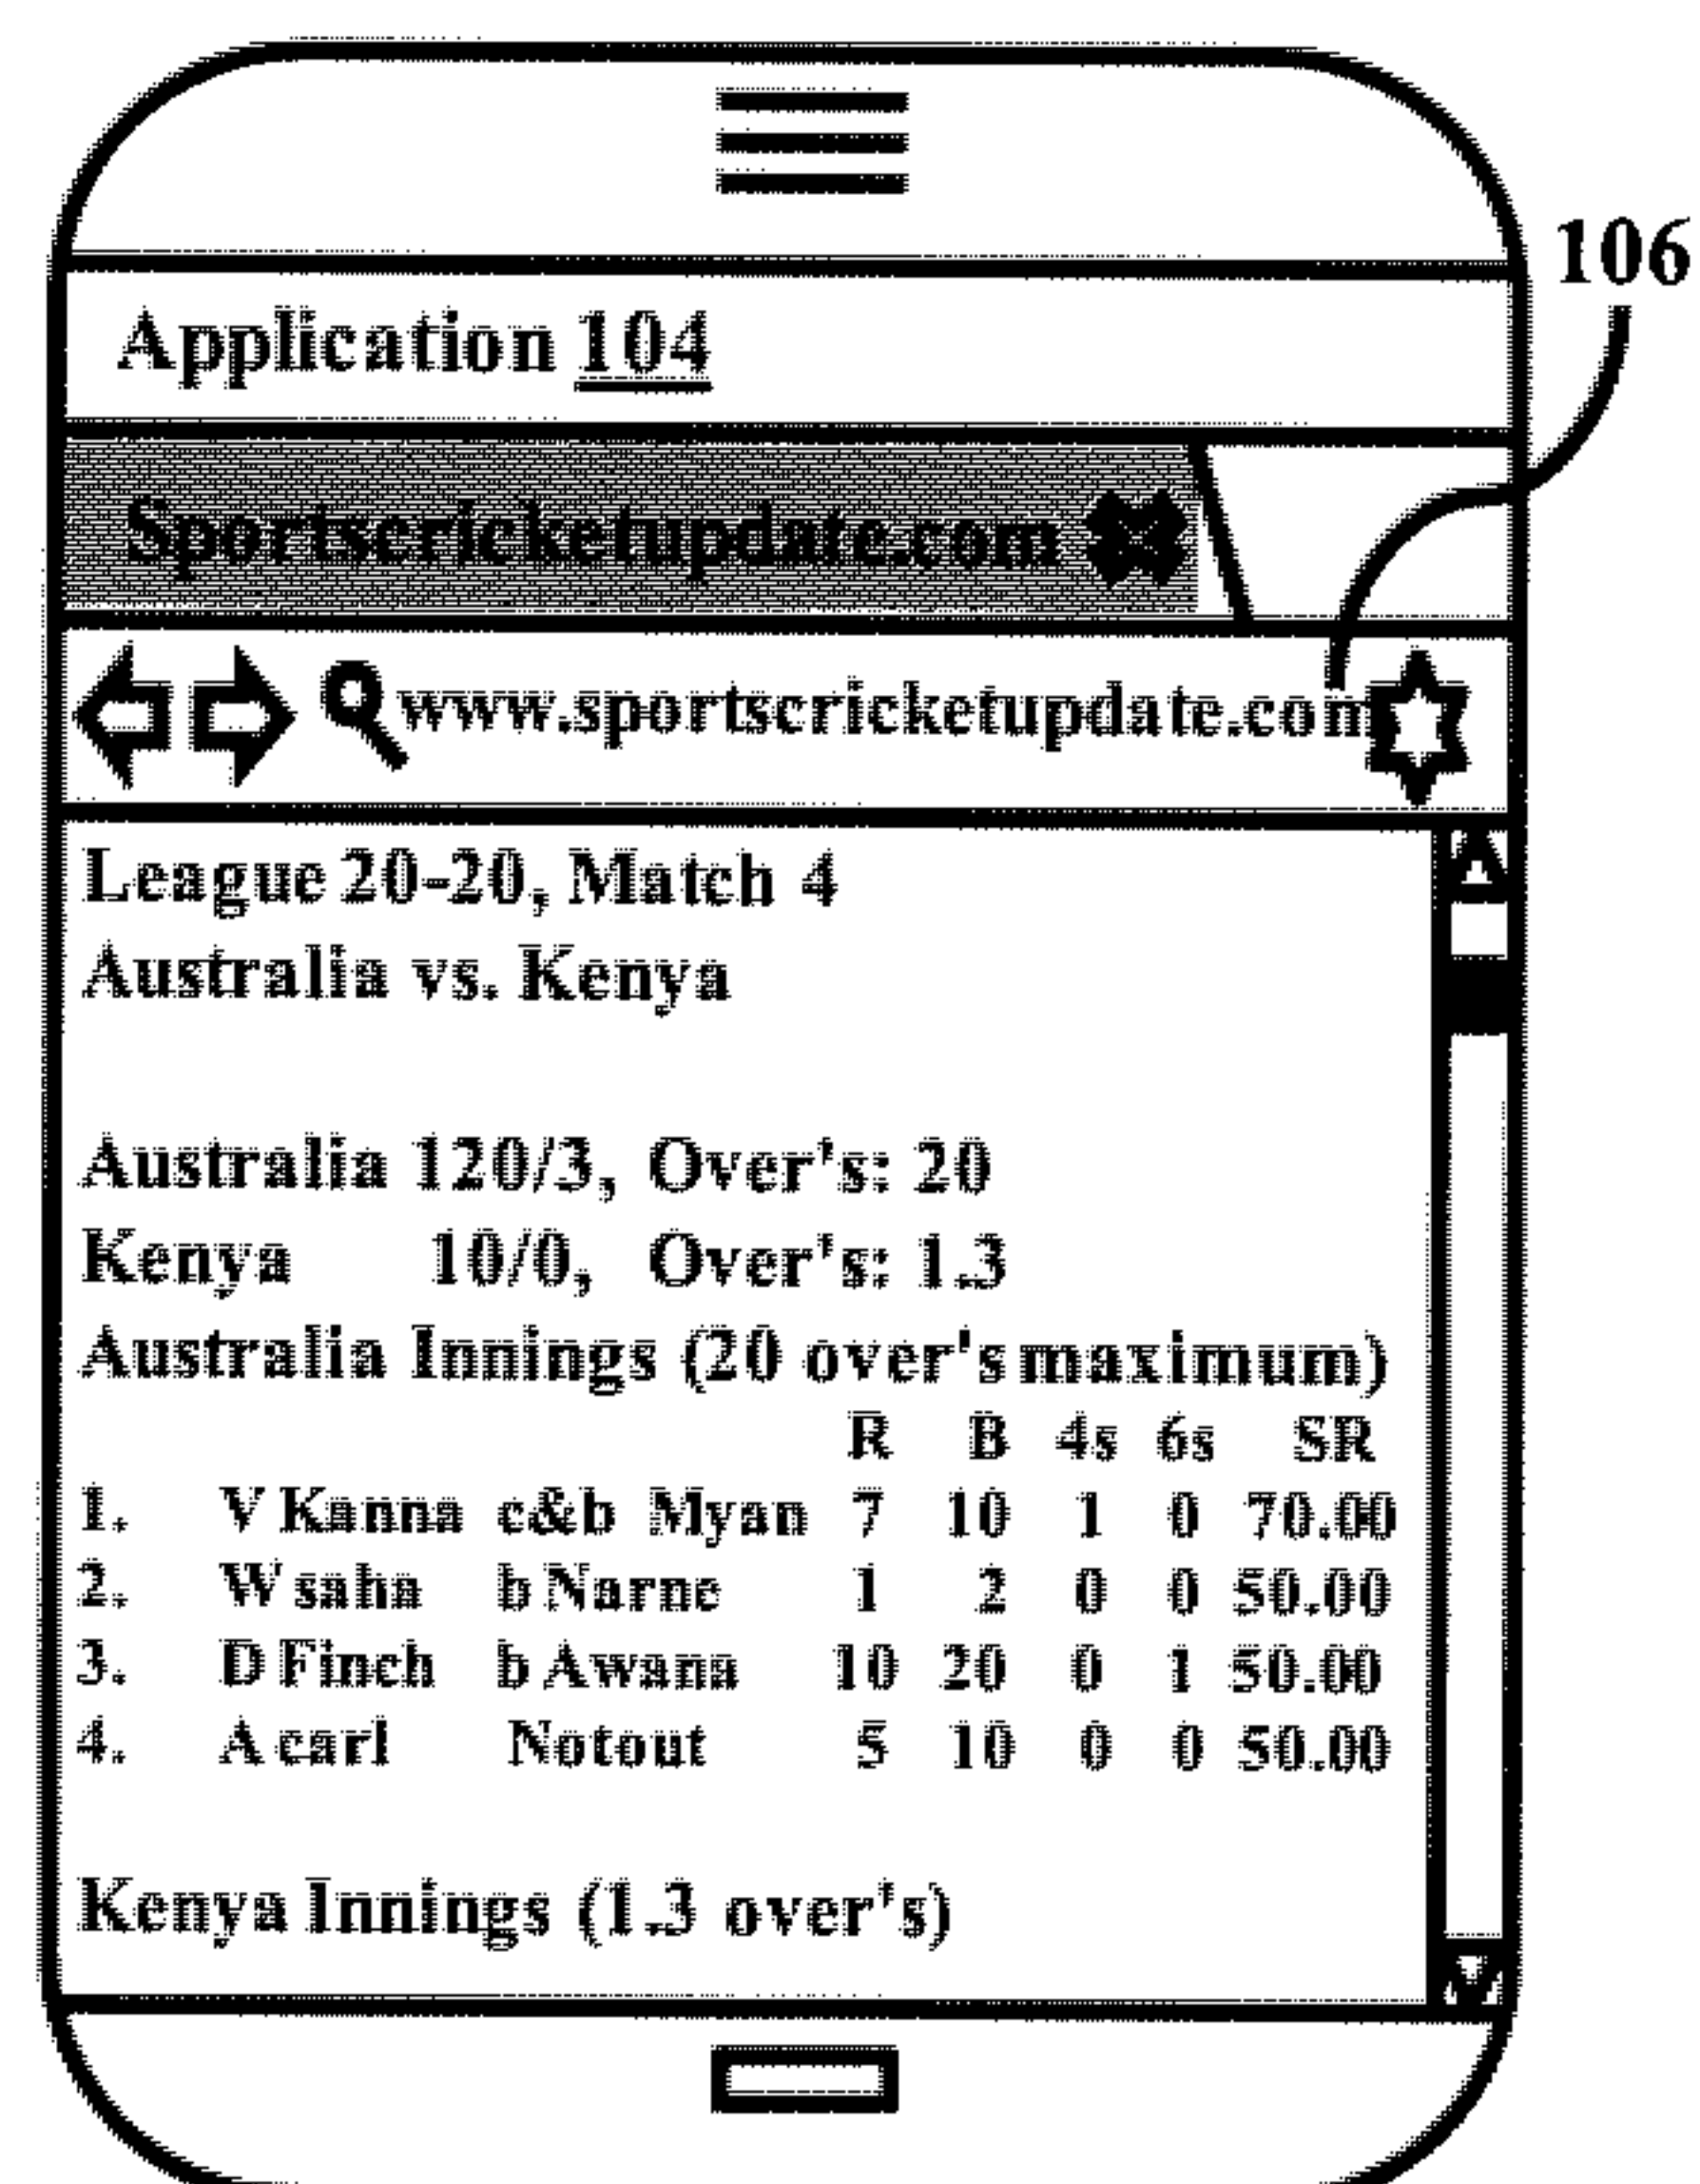 106
Application 104
Sportscricketupdate.com
www.sportscricketupdate.com
League 20-20, Match 4
Australia vs. Kenya
Australia 120/3, Over's: 20
Kenya 10/0, Over's: 1.3
Australia Innings (20 over's maximum)
R B 4s 6s SR
1. V Kanna c&b Myan 7 10 1 0 70.00
2. W saha b Narne 1 2 0 0 50.00
3. D Finch b Awana 10 20 0 1 50.00
4. A carl Notout 5 10 0 0 50.00
Kenya Innings (1.3 over's)